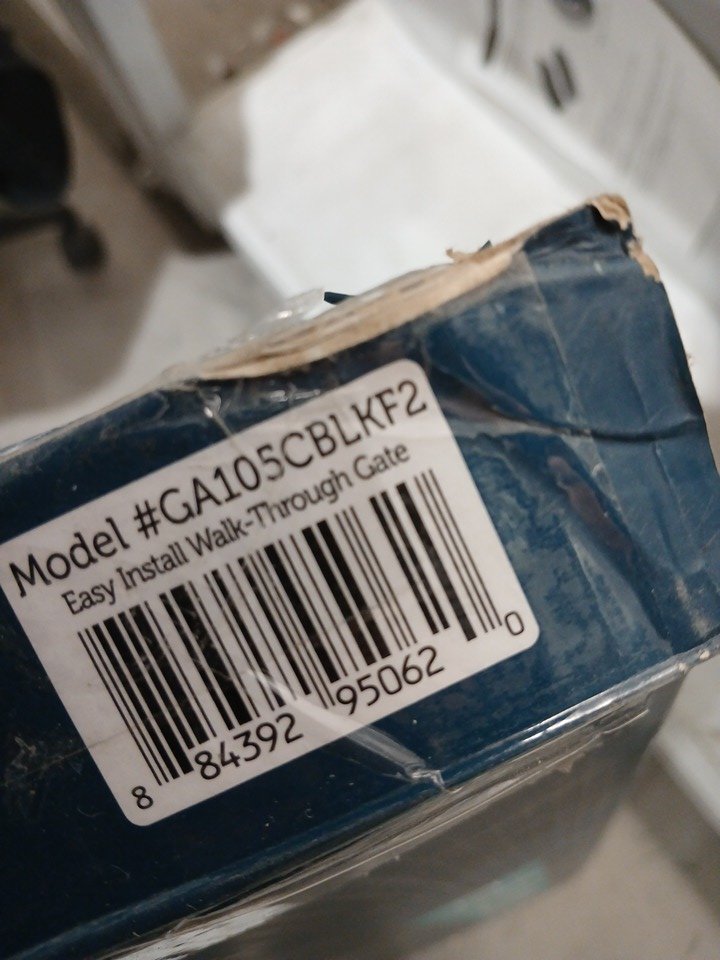 Model #GA105CBLKF2
Easy Install Walk-Through Gate
8 84392 95062 0